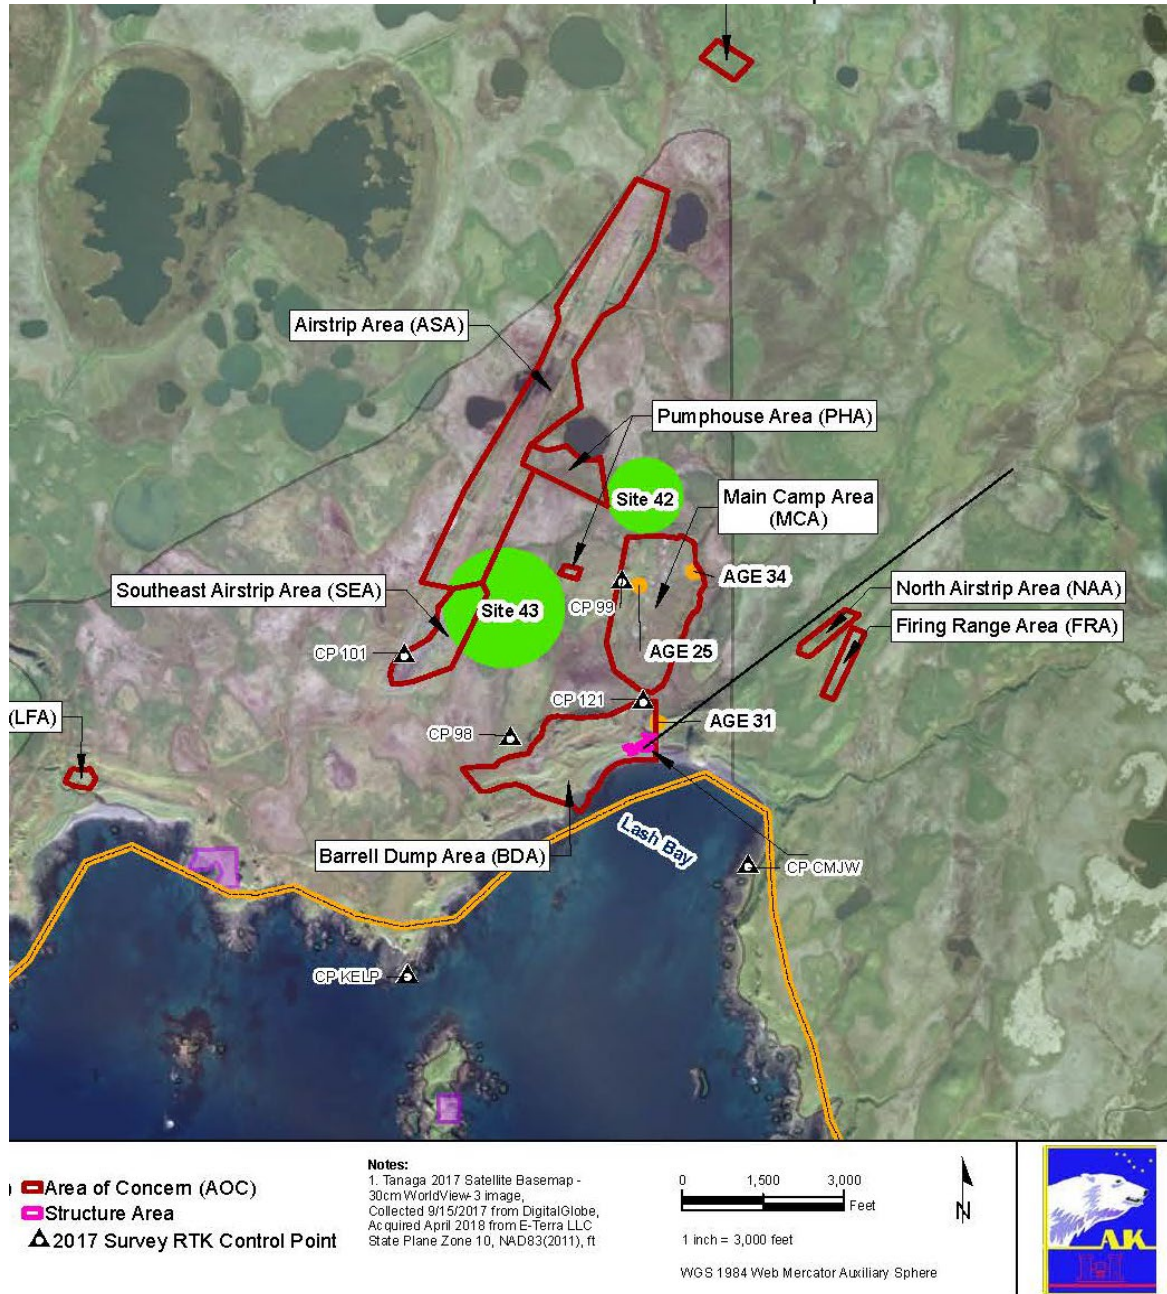 Airstrip Area (ASA)
Pumphouse Area (PHA)
Site 42
Main Camp Area
(MCA)
Southeast Airstrip Area (SEA)
Site 43
CP 99
AGE 34
North Airstrip Area (NAA)
Firing Range Area (FRA)
CP 101
AGE 25
CP 121
(LFA)
CP 98
AGE 31
Lash Bay
Barrell Dump Area (BDA)
CP CMJW
CP KELP
)
Area of Concern (AOC)
Structure Area
2017 Survey RTK Control Point
Notes:
1. Tanaga 2017 Satellite Basemap -
30cm WorldView-3 image,
Collected 9/15/2017 from DigitalGlobe,
Acquired April 2018 from E-Terra LLC
State Plane Zone 10, NAD83(2011), ft
0 1,500 3,000
Feet
1 inch = 3,000 feet
WGS 1984 Web Mercator Auxiliary Sphere
N
AK